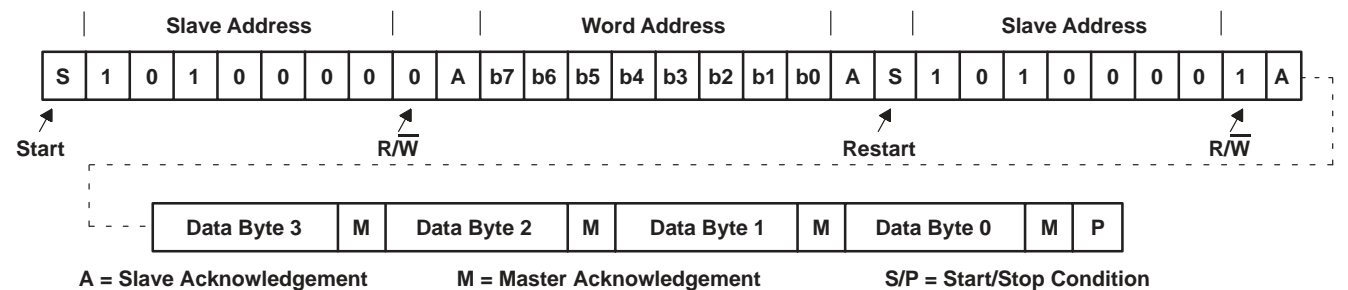 Slave Address Word Address Slave Address
S 1 0 1 0 0 0 0 0 A b7 b6 b5 b4 b3 b2 b1 b0 A S 1 0 1 0 0 0 0 1 A
Start R/W̅ Restart R/W̅
Data Byte 3 M Data Byte 2 M Data Byte 1 M Data Byte 0 M P
A = Slave Acknowledgement M = Master Acknowledgement S/P = Start/Stop Condition